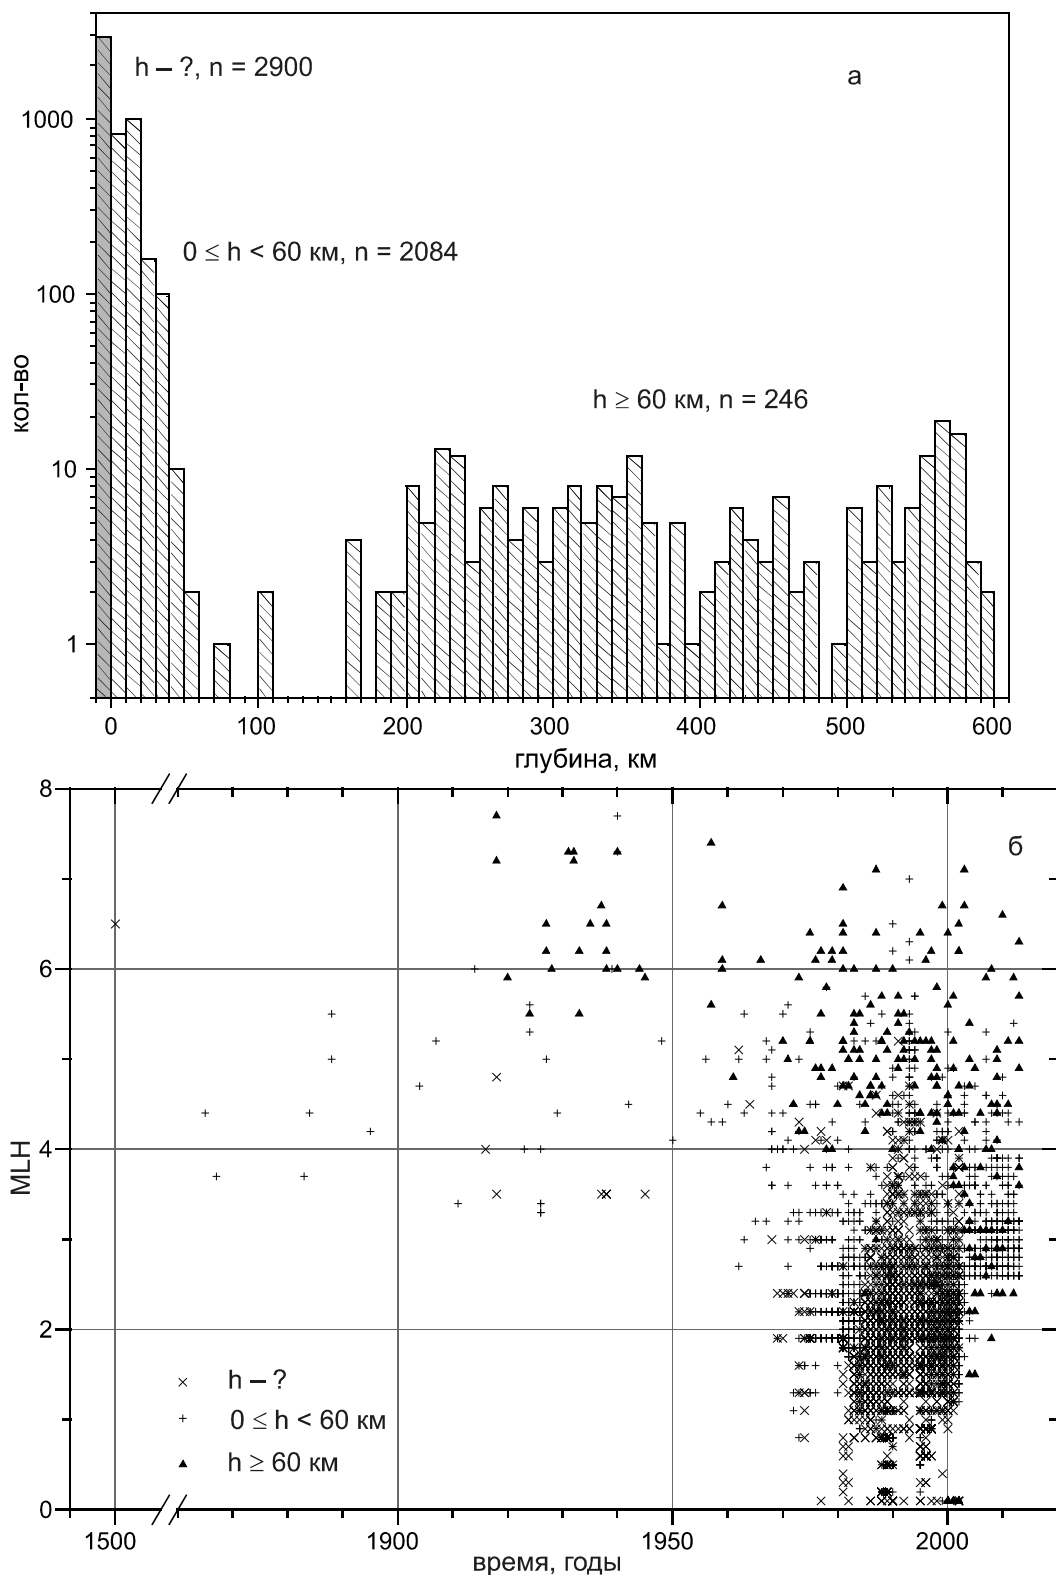 h – ?, n = 2900
а
1000
0 ≤ h < 60 км, n = 2084
100
кол-во
h ≥ 60 км, n = 246
10
1
0 100 200 300 400 500 600
глубина, км
8
б
6
MLH
4
2
h – ?
0 ≤ h < 60 км
h ≥ 60 км
0
1500 1900 1950 2000
время, годы